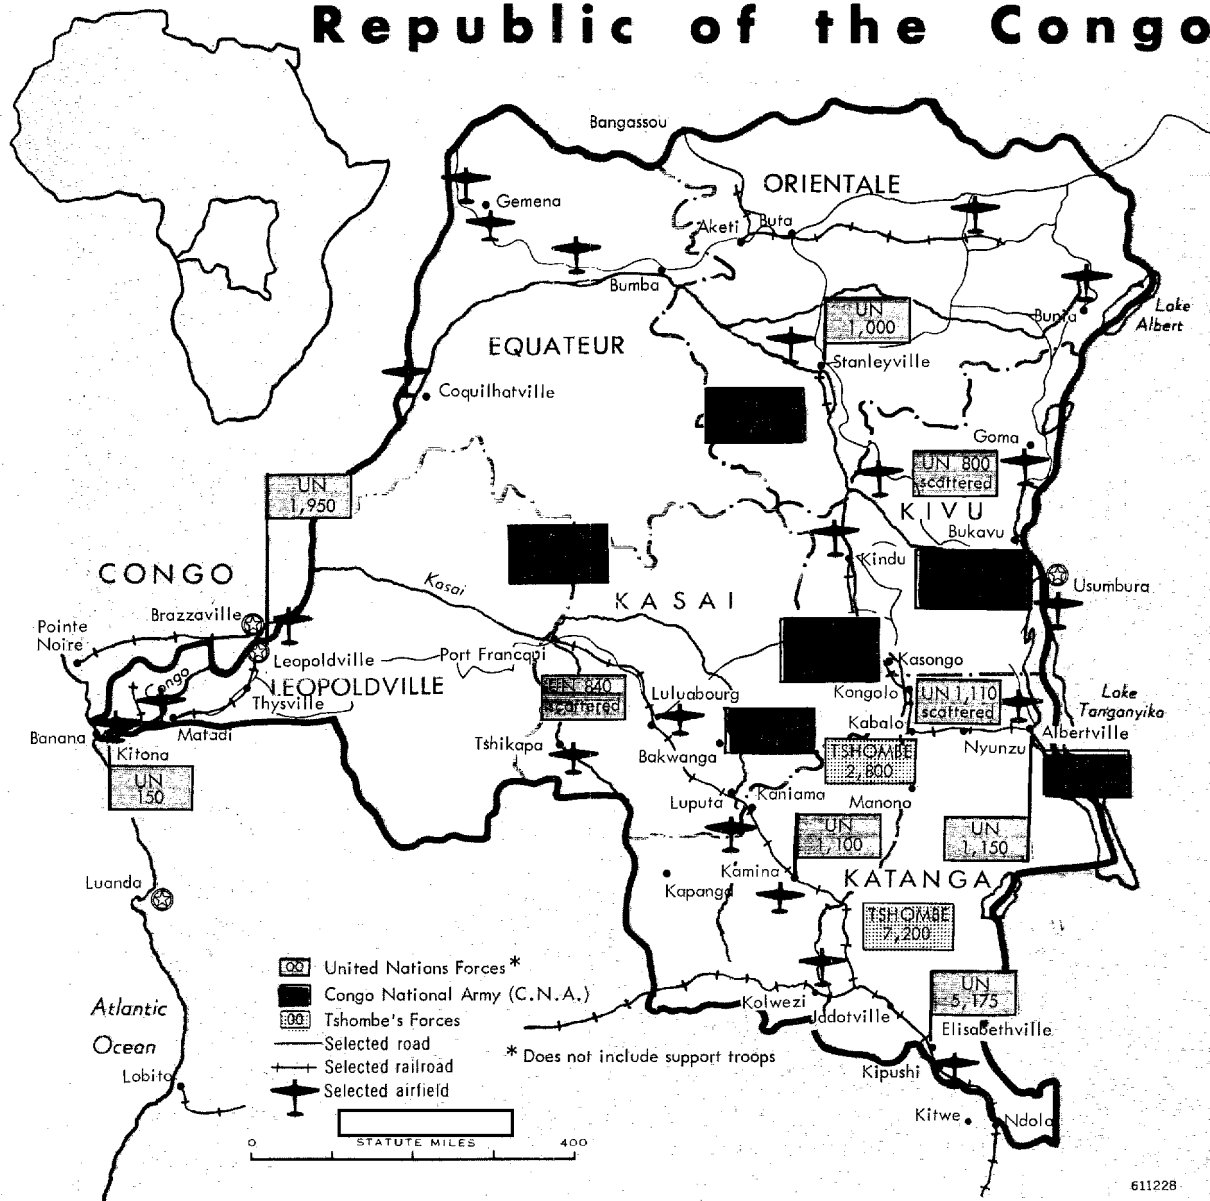 Republic of the Congo
Bangassou
ORIENTALE
Gemena
Aketi
Buta
Bumba
Bunia
Lake
Albert
UN
1,000
EQUATEUR
Stanleyville
Coquilhatville
Goma
UN 800
scattered
UN
1,950
KIVU
Bukavu
CONGO
Kindu
Usumbura
Kasai
KASAI
Brazzaville
Pointe
Noire
Leopoldville
Port Francqui
Kasongo
Congo
LEOPOLDVILLE
Thysville
UN 840
scattered
Luluabourg
Kongolo
UN 1,110
scattered
Lake
Tanganyika
Banana
Matadi
Kitona
Tshikapa
Bakwanga
Kabalo
Nyunzu
Albertville
TSHOMBE
2,800
UN
150
Luputa
Kaniama
Manono
UN
1,100
UN
1,150
Luanda
Kapanga
Kamina
KATANGA
TSHOMBE
7,200
00 United Nations Forces*
Congo National Army (C.N.A.)
00 Tshombe's Forces
Selected road
Selected railroad
Selected airfield
* Does not include support troops
Atlantic
Ocean
Lobito
Kolwezi
Jadotville
UN
5,175
Elisabethville
Kipushi
Kitwe
Ndola
STATUTE MILES
0 400
611228